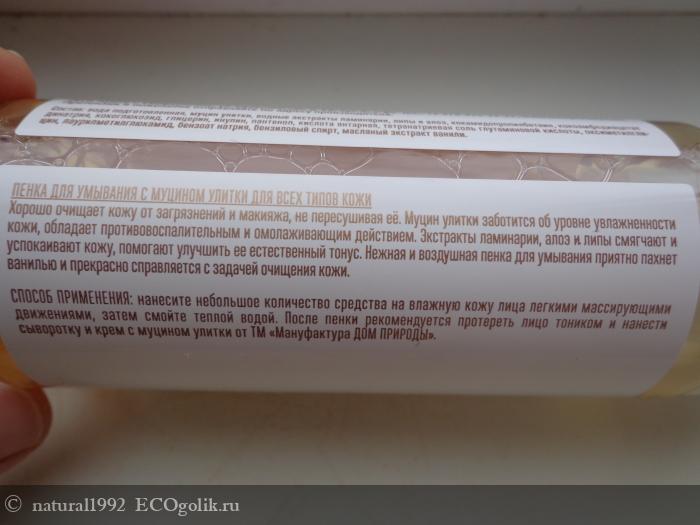 Состав: вода подготовленная, муцин улитки, водные экстракты ламинарии, липы и алоэ, кокамидопропилбетаин, кокоамфодиацетат
динатрия, кокоглюкозид, глицерин, инулин, пантенол, кислота янтарная, тетранатриевая соль глутаминовой кислоты,
цин, лаурилметилглюкамид, бензоат натрия, бензиловый спирт, масляный экстракт ванили.
ПЕНКА ДЛЯ УМЫВАНИЯ С МУЦИНОМ УЛИТКИ ДЛЯ ВСЕХ ТИПОВ КОЖИ
Хорошо очищает кожу от загрязнений и макияжа, не пересушивая её. Муцин улитки заботится об уровне увлажненности
кожи, обладает противовоспалительным и омолаживающим действием. Экстракты ламинарии, алоэ и липы смягчают и
успокаивают кожу, помогают улучшить ее естественный тонус. Нежная и воздушная пенка для умывания приятно пахнет
ванилью и прекрасно справляется с задачей очищения кожи.
СПОСОБ ПРИМЕНЕНИЯ: нанесите небольшое количество средства на влажную кожу лица легкими массирующими
движениями, затем смойте теплой водой. После пенки рекомендуется протереть лицо тоником и нанести
сыворотку и крем с муцином улитки от ТМ «Мануфактура ДОМ ПРИРОДЫ».
© natural1992 ECOgolik.ru